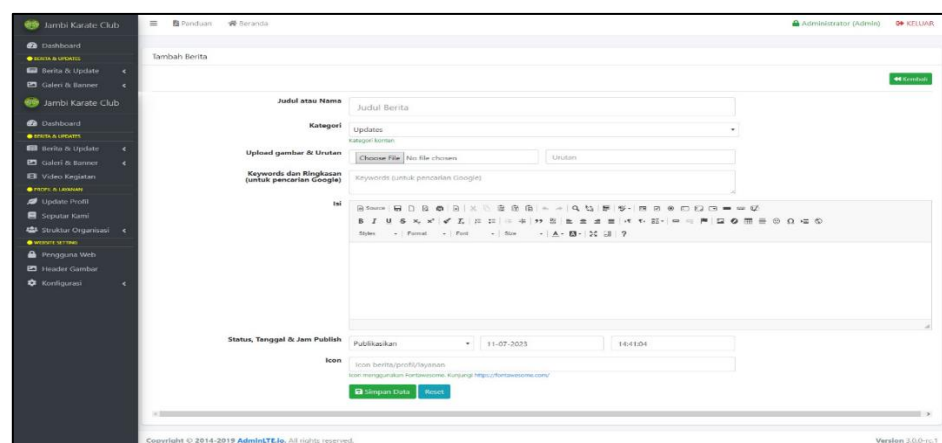 Jambi Karate Club
Panduan Beranda Administrator (Admin) KELUAR
Dashboard
BERITA & UPDATES
Berita & Update
Galeri & Banner
Jambi Karate Club
Dashboard
BERITA & UPDATES
Berita & Update
Galeri & Banner
Video Kegiatan
PROFIL & LAYANAN
Update Profil
Seputar Kami
Struktur Organisasi
WEBSITE SETTING
Pengguna Web
Header Gambar
Konfigurasi
Tambah Berita
Kembali
Judul atau Nama
Judul Berita
Kategori
Updates
Kategori konten
Upload gambar & Urutan
Choose File No file chosen
Urutan
Keywords dan Ringkasan
(untuk pencarian Google)
Keywords (untuk pencarian Google)
Isi
Source
B I U S
Styles Format Font Size
Status, Tanggal & Jam Publish
Publikasikan 11-07-2023 14:41:04
Icon
Icon berita/profil/layanan
Icon menggunakan Fontawesome. Kunjungi https://fontawesome.com/
Simpan Data Reset
Copyright © 2014-2019 AdminLTE.io. All rights reserved.
Version 3.0.0-rc.1